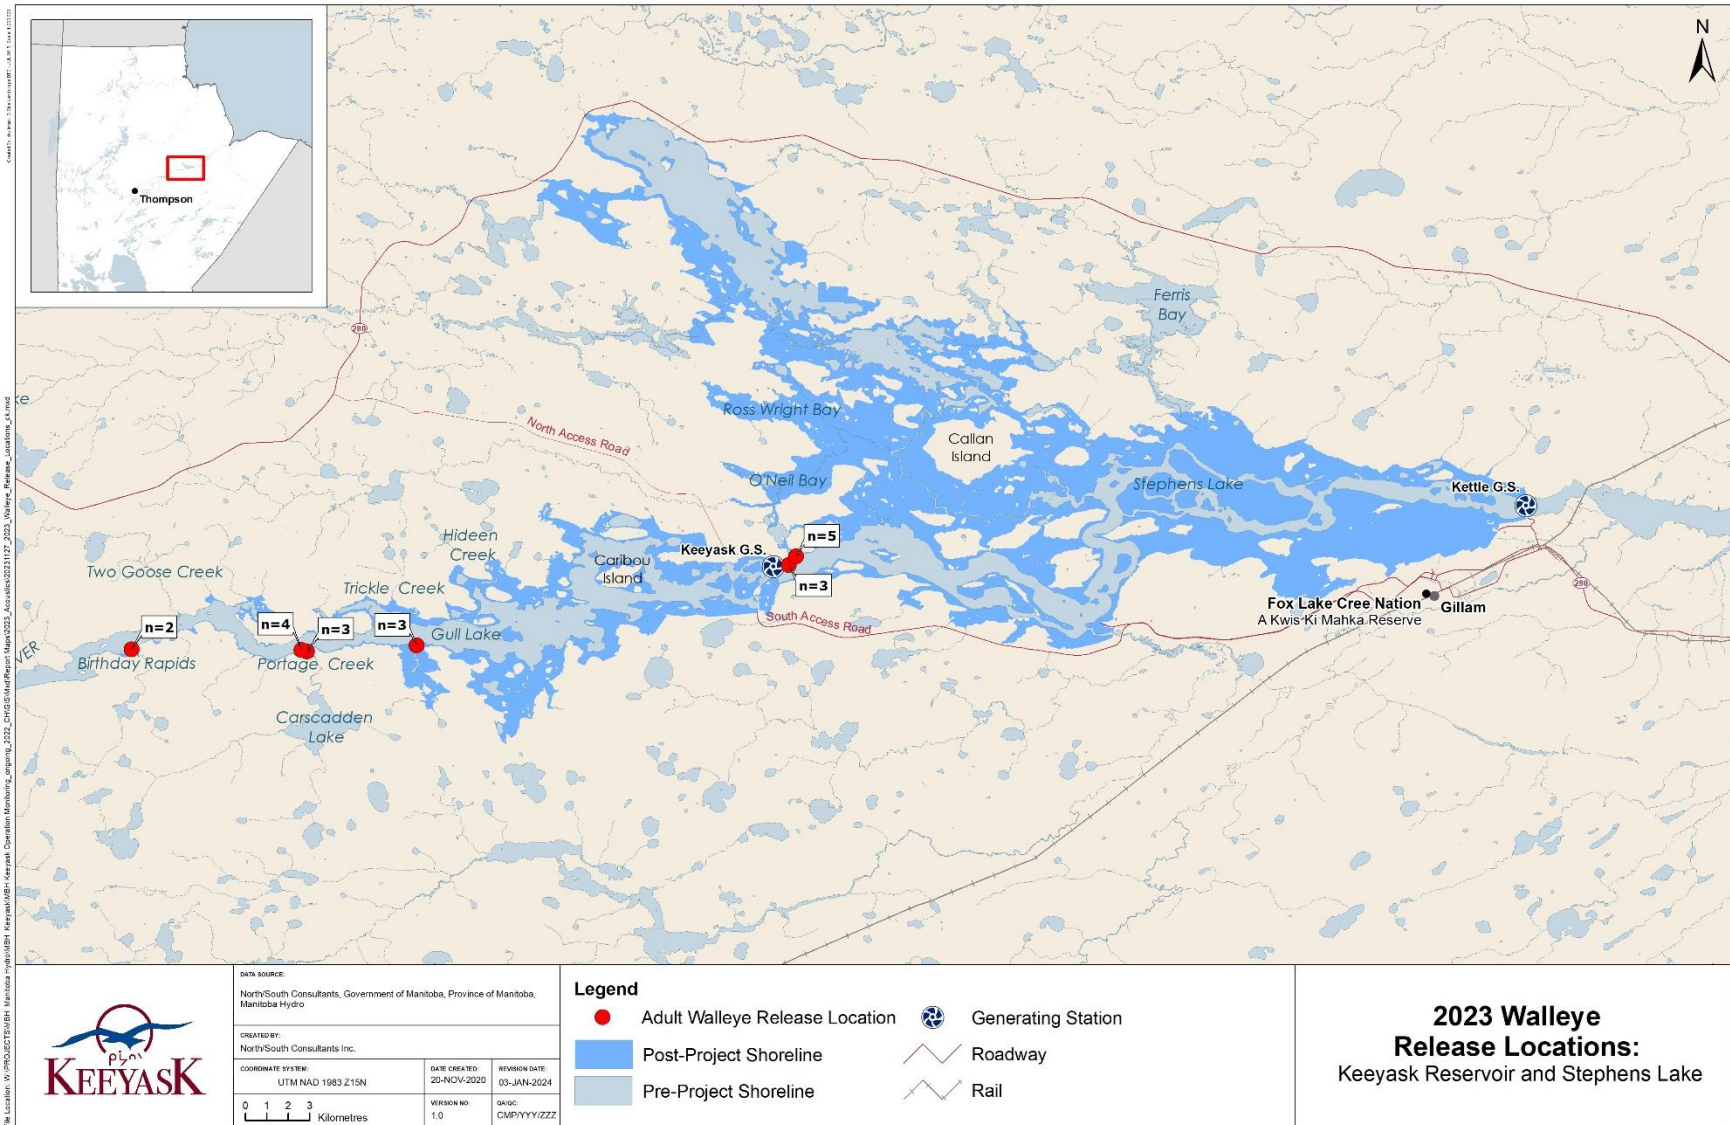 N
Thompson
280
Ferris
Bay
Ross Wright Bay
North Access Road
Callan
Island
O'Neil Bay
Stephens Lake
Kettle G.S.
Hideen
Creek
n=5
Keeyask G.S.
Caribou
Island
Two Goose Creek
Trickle Creek
n=3
280
Fox Lake Cree Nation
Gillam
A Kwis Ki Mahka Reserve
South Access Road
n=2
n=4
n=3
n=3
Gull Lake
VER
Birthday Rapids
Portage Creek
Carscadden
Lake
KEEYASK
DATA SOURCE:
North/South Consultants, Government of Manitoba, Province of Manitoba,
Manitoba Hydro
CREATED BY:
North/South Consultants Inc.
COORDINATE SYSTEM:
UTM NAD 1983 Z15N
DATE CREATED:
20-NOV-2020
REVISION DATE:
03-JAN-2024
0 1 2 3 Kilometres
VERSION NO:
1.0
QA/QC:
CMP/YYY/ZZZ
Legend
Adult Walleye Release Location
Generating Station
Post-Project Shoreline
Roadway
Pre-Project Shoreline
Rail
2023 Walleye
Release Locations:
Keeyask Reservoir and Stephens Lake